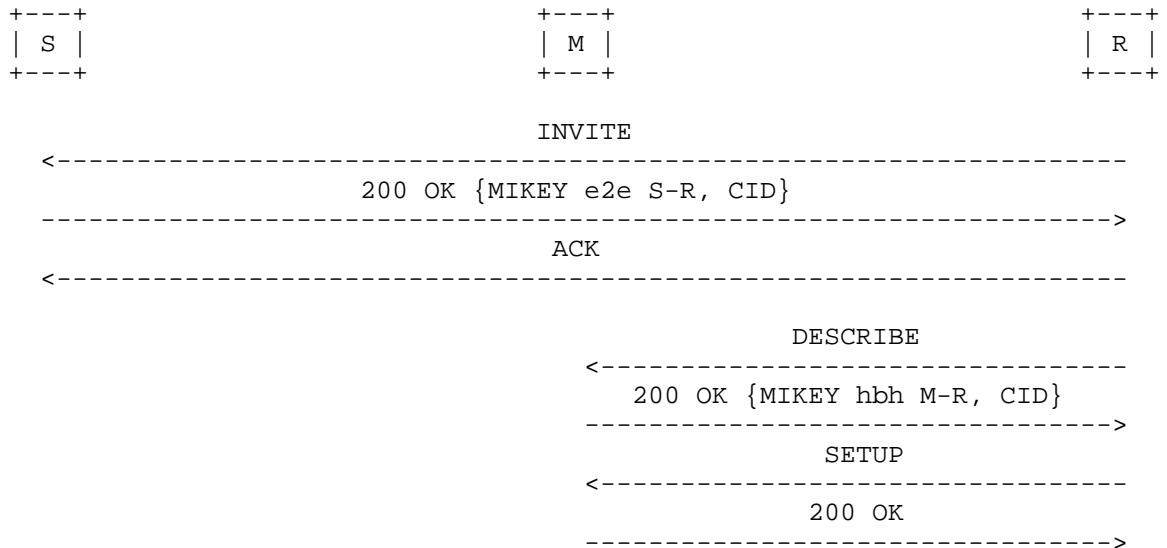 S M R
INVITE
200 OK {MIKEY e2e S-R, CID}
ACK
DESCRIBE
200 OK {MIKEY hbh M-R, CID}
SETUP
200 OK